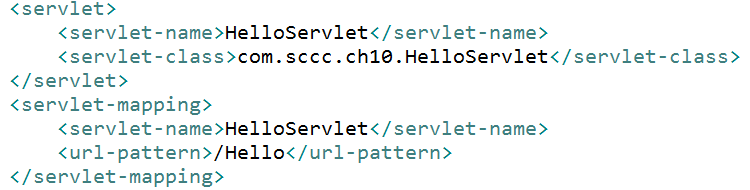 <servlet>
    <servlet-name>HelloServlet</servlet-name>
    <servlet-class>com.sccc.ch10.HelloServlet</servlet-class>
</servlet>
<servlet-mapping>
    <servlet-name>HelloServlet</servlet-name>
    <url-pattern>/Hello</url-pattern>
</servlet-mapping>